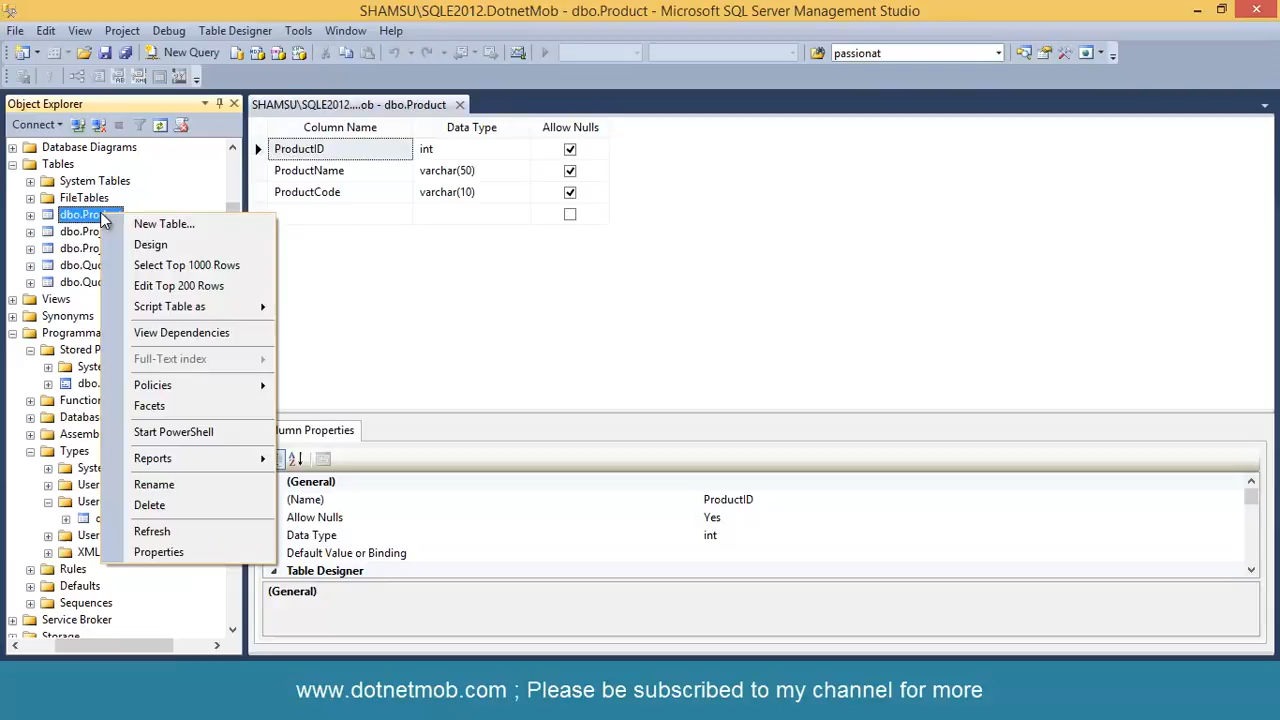 SHAMSU\SQLE2012.DotnetMob - dbo.Product - Microsoft SQL Server Management Studio
File Edit View Project Debug Table Designer Tools Window Help
New Query passionat
Object Explorer
SHAMSU\SQLE2012....ob - dbo.Product
Connect
Column Name Data Type Allow Nulls
Database Diagrams
Tables
ProductID int
System Tables
ProductName varchar(50)
FileTables
ProductCode varchar(10)
dbo.Product
New Table...
dbo.Pro
Design
dbo.Proj
Select Top 1000 Rows
dbo.Quo
Edit Top 200 Rows
dbo.Quo
Views
Script Table as
Synonyms
Programma
View Dependencies
Stored P
Full-Text index
Syste
Policies
dbo.
Functior
Facets
Databas
Column Properties
Assemb
Start PowerShell
Types
Reports
Syste
(General)
User
Rename
(Name) ProductID
User
Delete
Allow Nulls Yes
User
Refresh
Data Type int
XML
Properties
Default Value or Binding
Rules
Table Designer
Defaults
(General)
Sequences
Service Broker
Storage
www.dotnetmob.com ; Please be subscribed to my channel for more